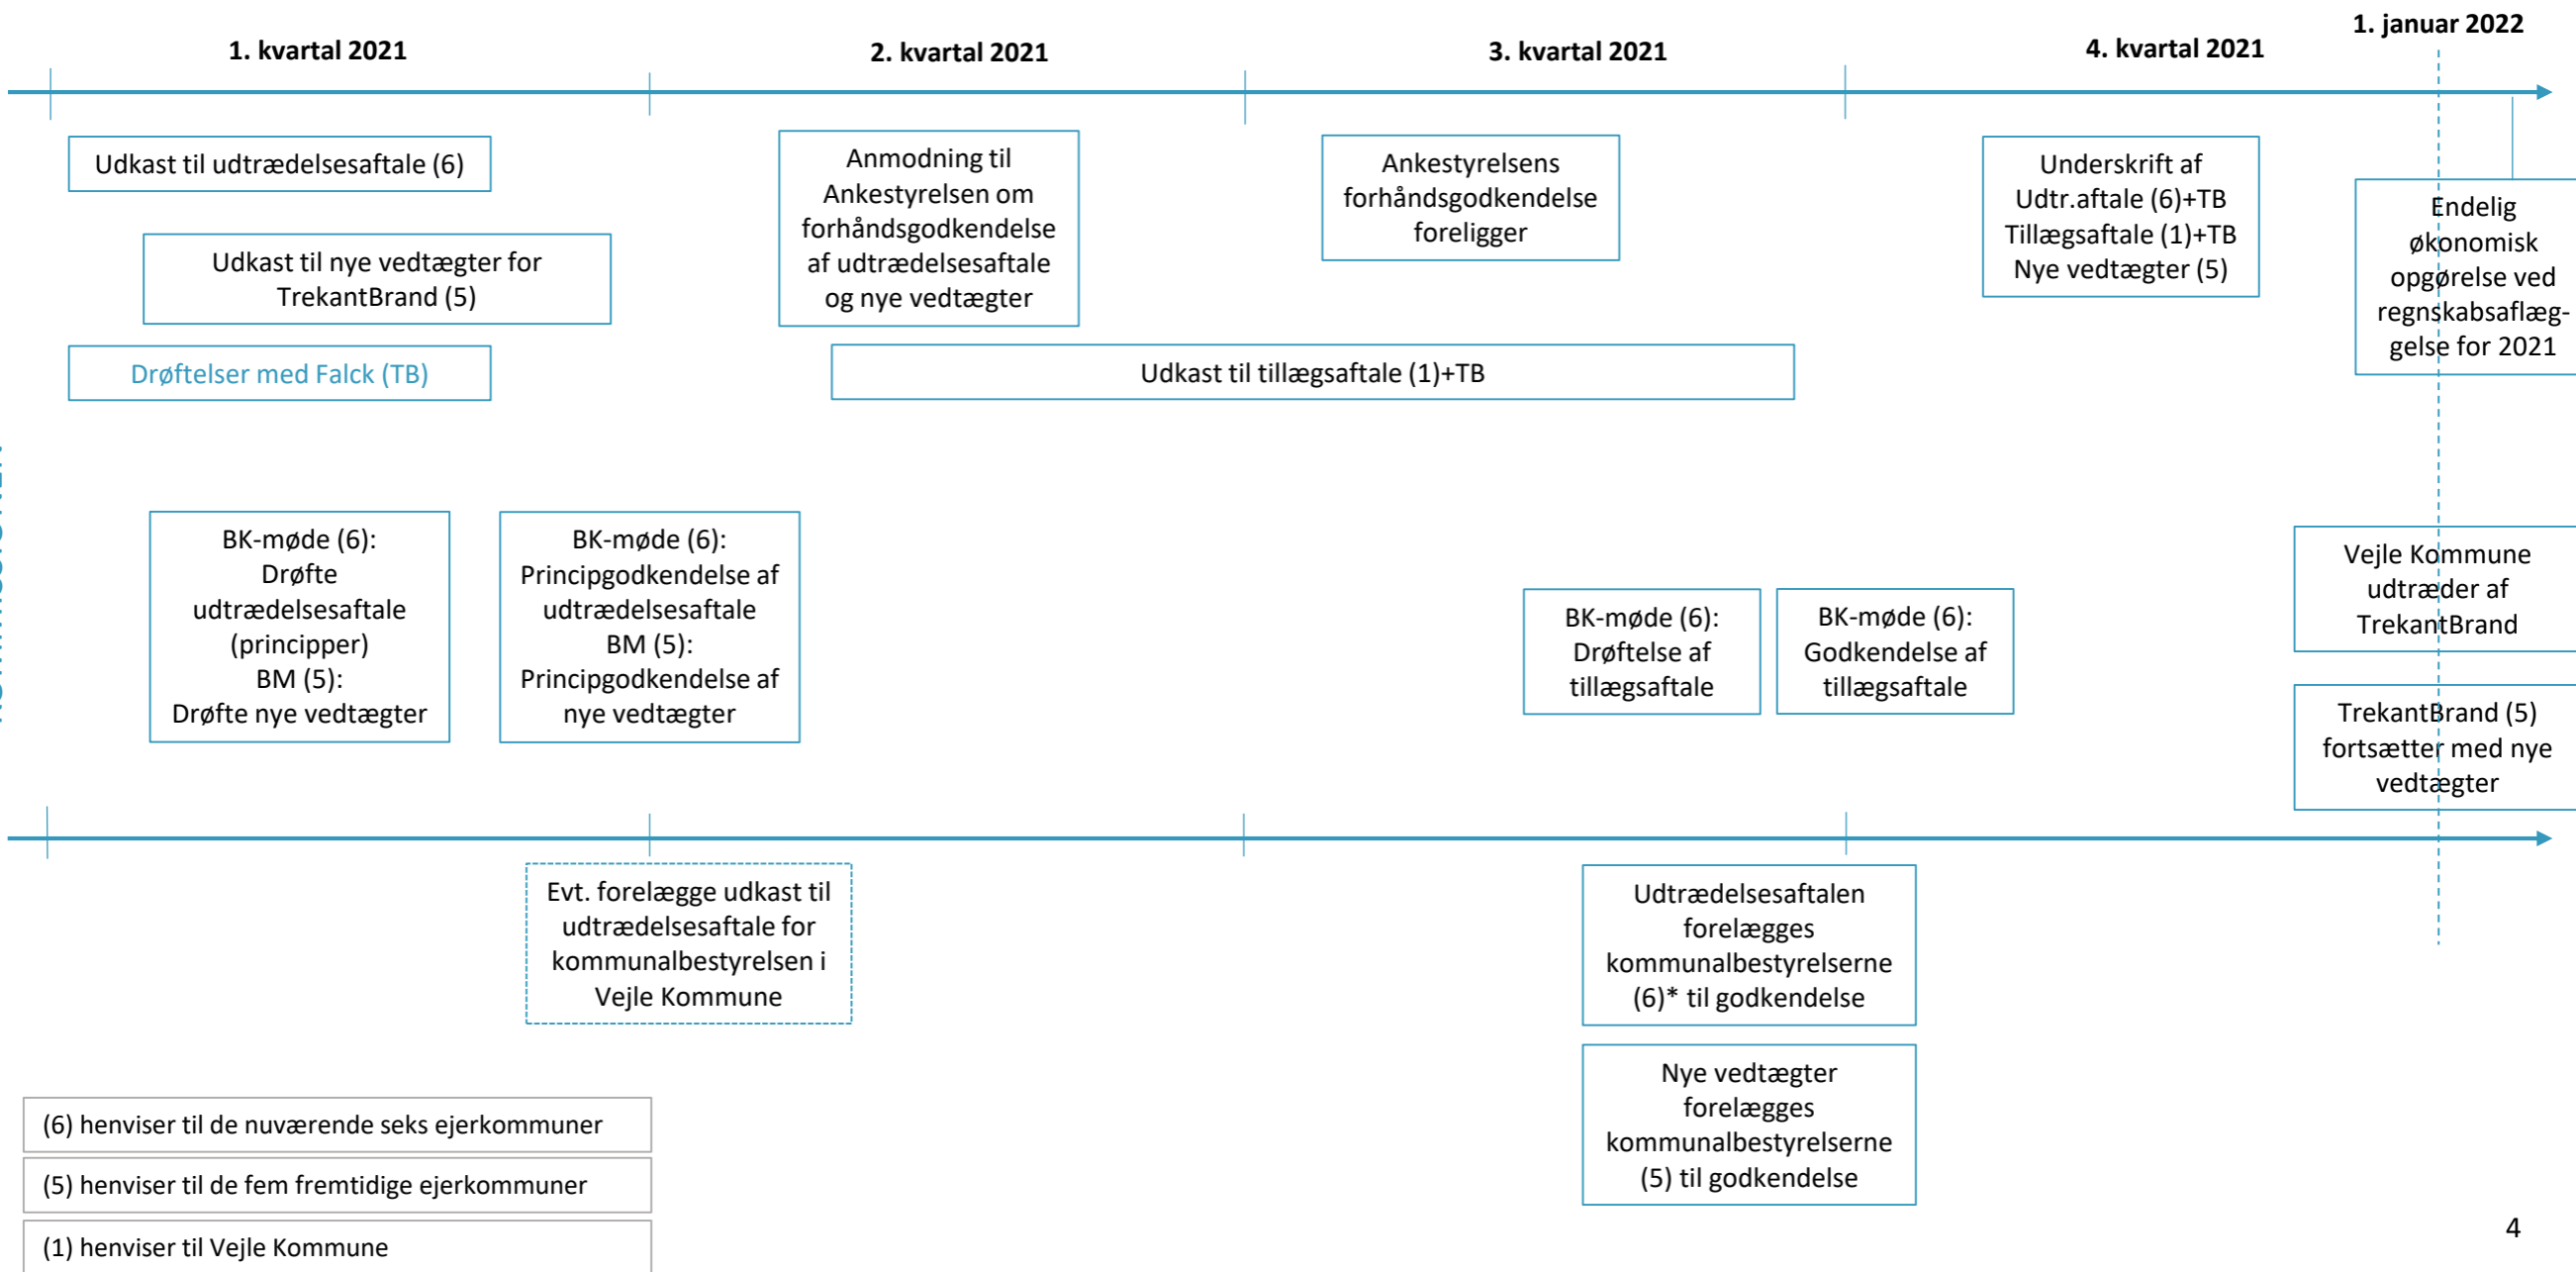 1. kvartal 2021
2. kvartal 2021
3. kvartal 2021
4. kvartal 2021
1. januar 2022
Udkast til udtrædelsesaftale (6)
Udkast til nye vedtægter for
TrekantBrand (5)
Drøftelser med Falck (TB)
Anmodning til
Ankestyrelsen om
forhåndsgodkendelse
af udtrædelsesaftale
og nye vedtægter
Ankestyrelsens
forhåndsgodkendelse
foreligger
Udkast til tillægsaftale (1)+TB
Underskrift af
Udtr.aftale (6)+TB
Tillægsaftale (1)+TB
Nye vedtægter (5)
Endelig
økonomisk
opgørelse ved
regnskabsaflæg-
gelse for 2021
BK-møde (6):
Drøfte
udtrædelsesaftale
(principper)
BM (5):
Drøfte nye vedtægter
BK-møde (6):
Principgodkendelse af
udtrædelsesaftale
BM (5):
Principgodkendelse af
nye vedtægter
BK-møde (6):
Drøftelse af
tillægsaftale
BK-møde (6):
Godkendelse af
tillægsaftale
Vejle Kommune
udtræder af
TrekantBrand
TrekantBrand (5)
fortsætter med nye
vedtægter
Evt. forelægge udkast til
udtrædelsesaftale for
kommunalbestyrelsen i
Vejle Kommune
Udtrædelsesaftalen
forelægges
kommunalbestyrelserne
(6)* til godkendelse
Nye vedtægter
forelægges
kommunalbestyrelserne
(5) til godkendelse
(6) henviser til de nuværende seks ejerkommuner
(5) henviser til de fem fremtidige ejerkommuner
(1) henviser til Vejle Kommune
4